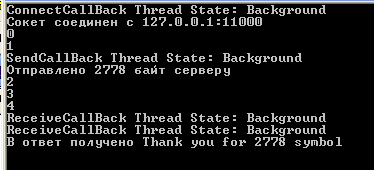 ConnectCallBack Thread State: Background
Сокет соединен с 127.0.0.1:11000
0
1
SendCallBack Thread State: Background
Отправлено 2778 байт серверу
2
3
4
ReceiveCallBack Thread State: Background
ReceiveCallBack Thread State: Background
В ответ получено Thank you for 2778 symbol